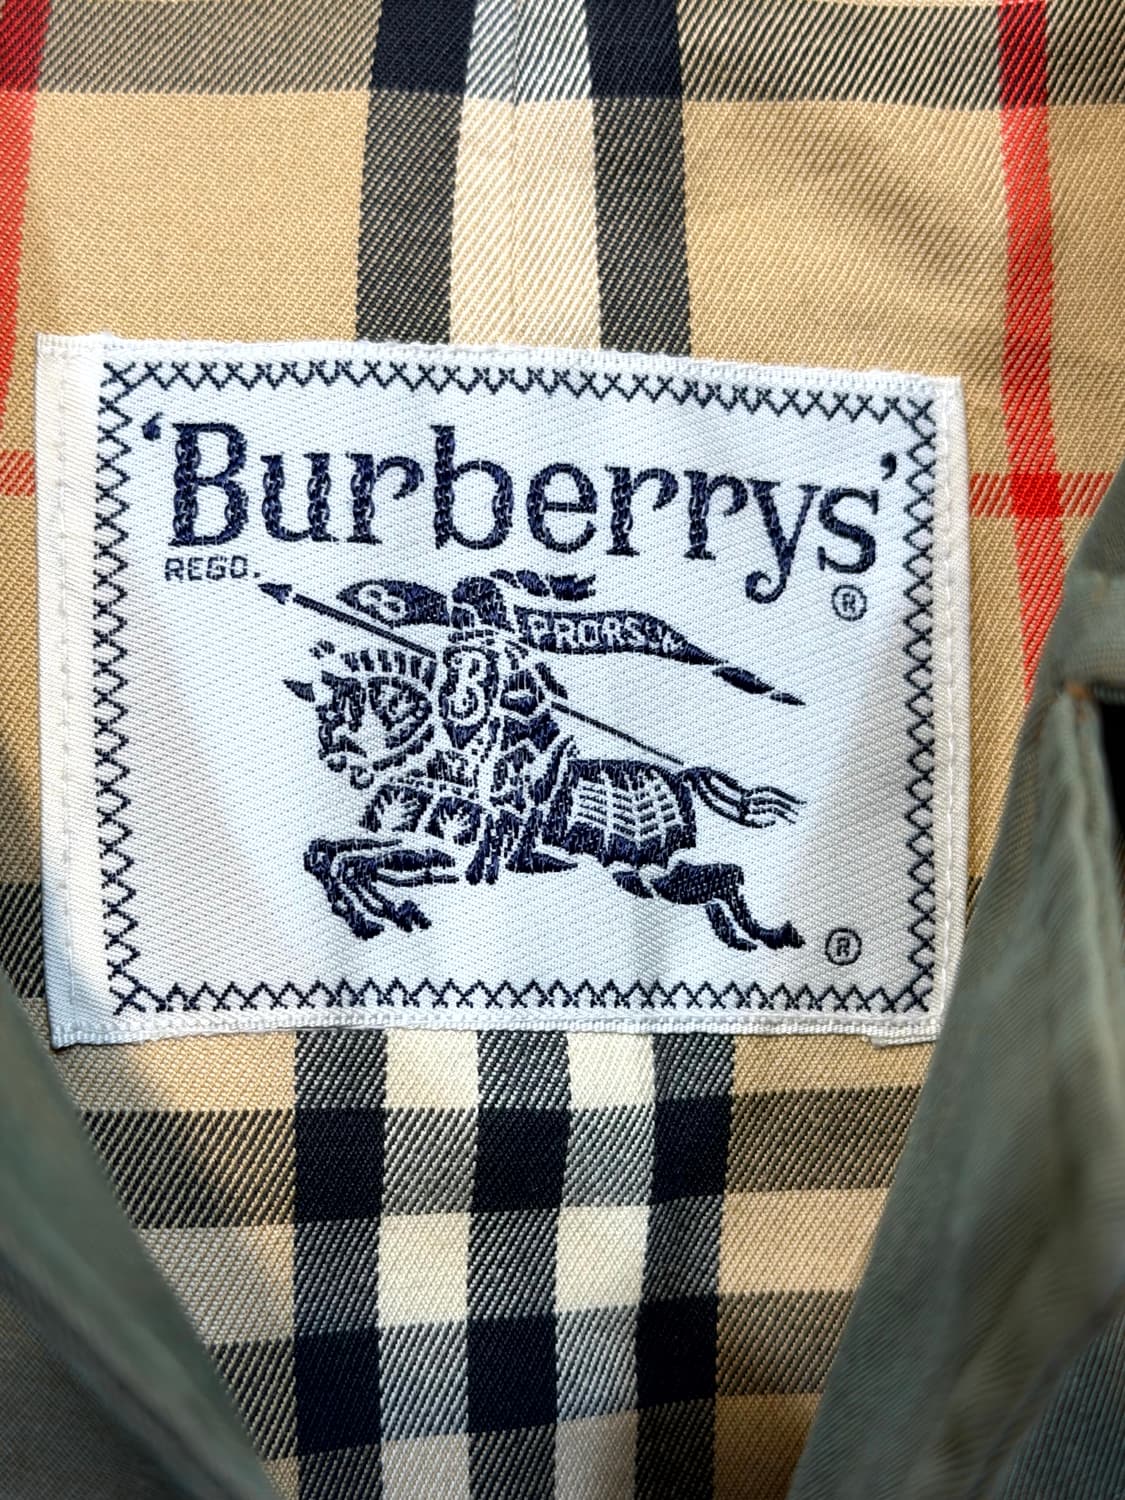 ‘Burberrys’
REGD.
®
PRORSUM
B
®